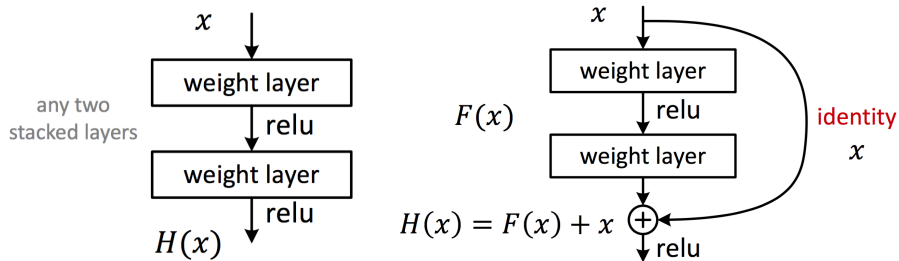 x
weight layer
any two
stacked layers
relu
weight layer
relu
H(x)
x
weight layer
F(x)
relu
identity
x
weight layer
H(x) = F(x) + x
+
relu